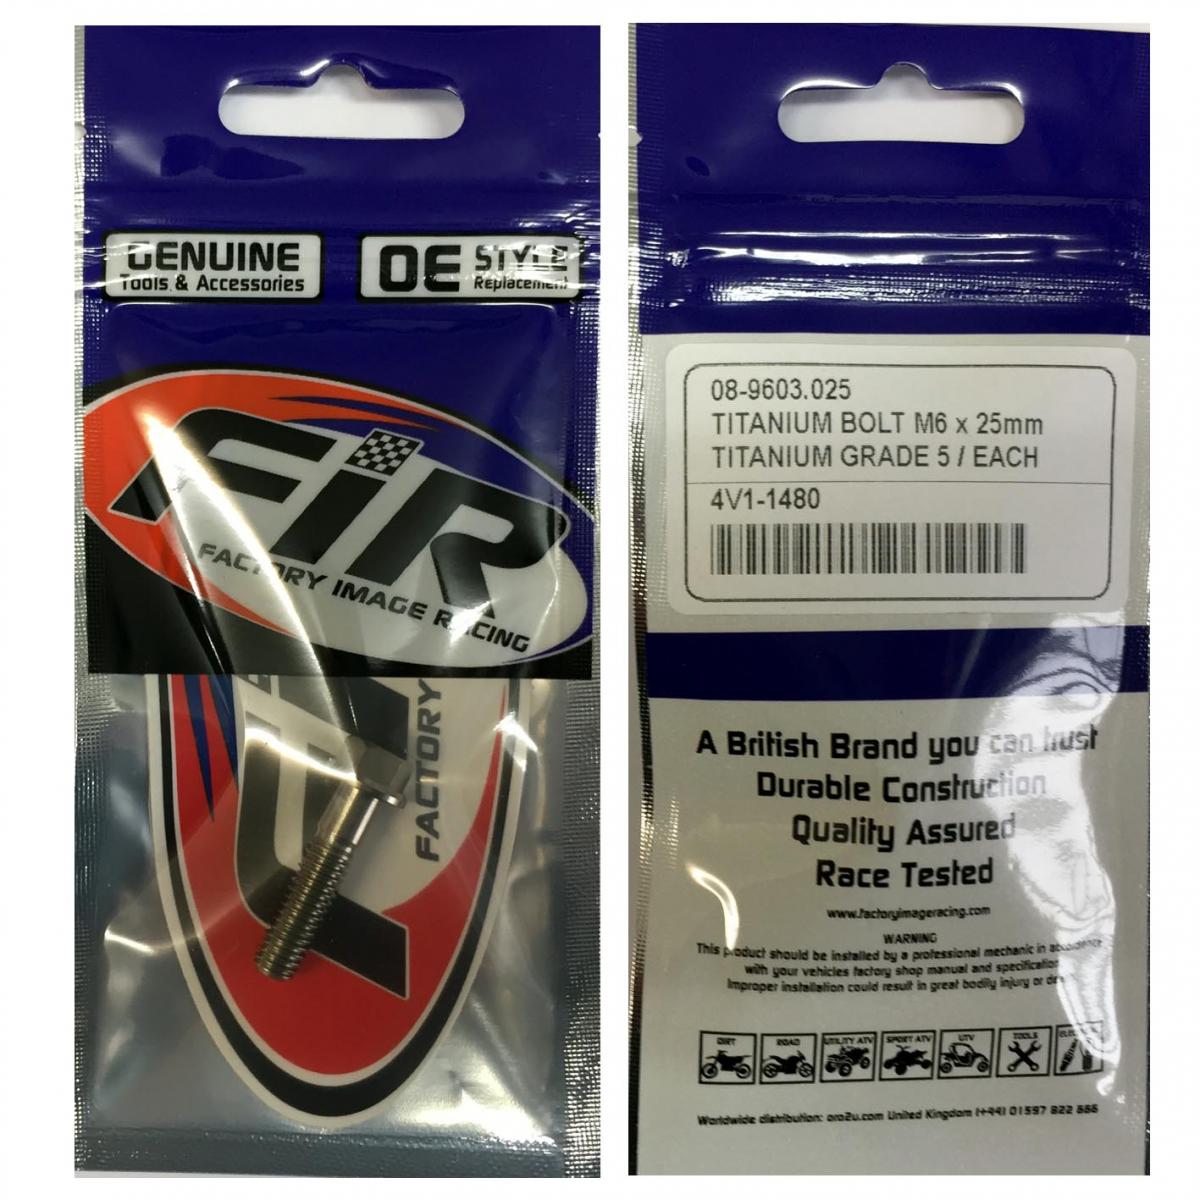 GENUINE
Tools & Accessories
OE STYLE
Replacement
FiR
FACTORY IMAGE RACING
FACTORY
08-9603.025
TITANIUM BOLT M6 x 25mm
TITANIUM GRADE 5 / EACH
4V1-1480
A British Brand you can trust
Durable Construction
Quality Assured
Race Tested
www.factoryimageracing.com
WARNING
This product should be installed by a professional mechanic in accordance
with your vehicles factory shop manual and specification
Improper installation could result in great bodily injury or
DIRT
ROAD
UTILITY ATV
SPORT ATV
UTV
TOOLS
Worldwide distribution: oro2u.com United Kingdom (+44) 01597 822 666